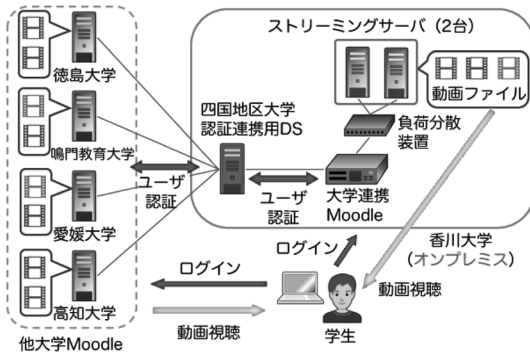 ストリーミングサーバ（2台）
動画ファイル
負荷分散
装置
四国地区大学
認証連携用DS
ユーザ
認証
大学連携
Moodle
ユーザ
認証
徳島大学
鳴門教育大学
愛媛大学
高知大学
他大学Moodle
ログイン
動画視聴
ログイン
学生
香川大学
（オンプレミス）
動画視聴